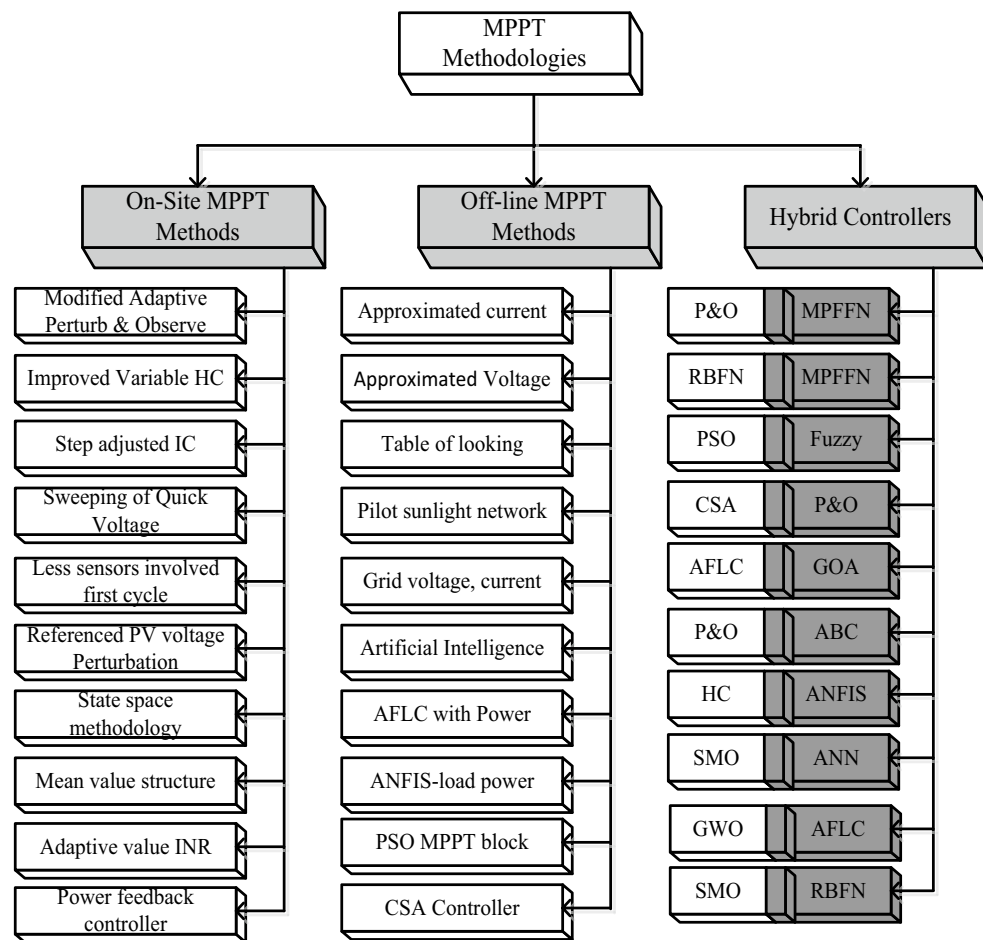 MPPT
Methodologies
On-Site MPPT
Methods
Modified Adaptive
Perturb & Observe
Improved Variable HC
Step adjusted IC
Sweeping of Quick
Voltage
Less sensors involved
first cycle
Referenced PV voltage
Perturbation
State space
methodology
Mean value structure
Adaptive value INR
Power feedback
controller
Off-line MPPT
Methods
Approximated current
Approximated Voltage
Table of looking
Pilot sunlight network
Grid voltage, current
Artificial Intelligence
AFLC with Power
ANFIS-load power
PSO MPPT block
CSA Controller
Hybrid Controllers
P&O MPFFN
RBFN MPFFN
PSO Fuzzy
CSA P&O
AFLC GOA
P&O ABC
HC ANFIS
SMO ANN
GWO AFLC
SMO RBFN